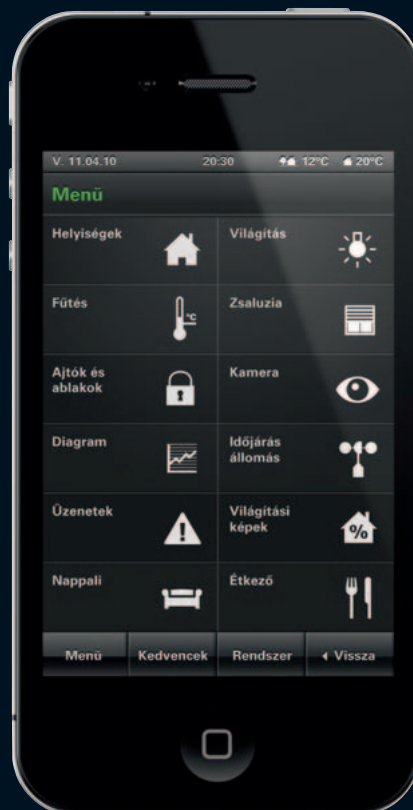 V. 11.04.10 20:30 12°C 20°C
Menü
Helyiségek Világítás
Fűtés °C Zsaluzia
Ajtók és
ablakok
Kamera
Diagram Időjárás
állomás
Üzenetek Világítási
képek
%
Nappali Étkező
Menü Kedvencek Rendszer Vissza